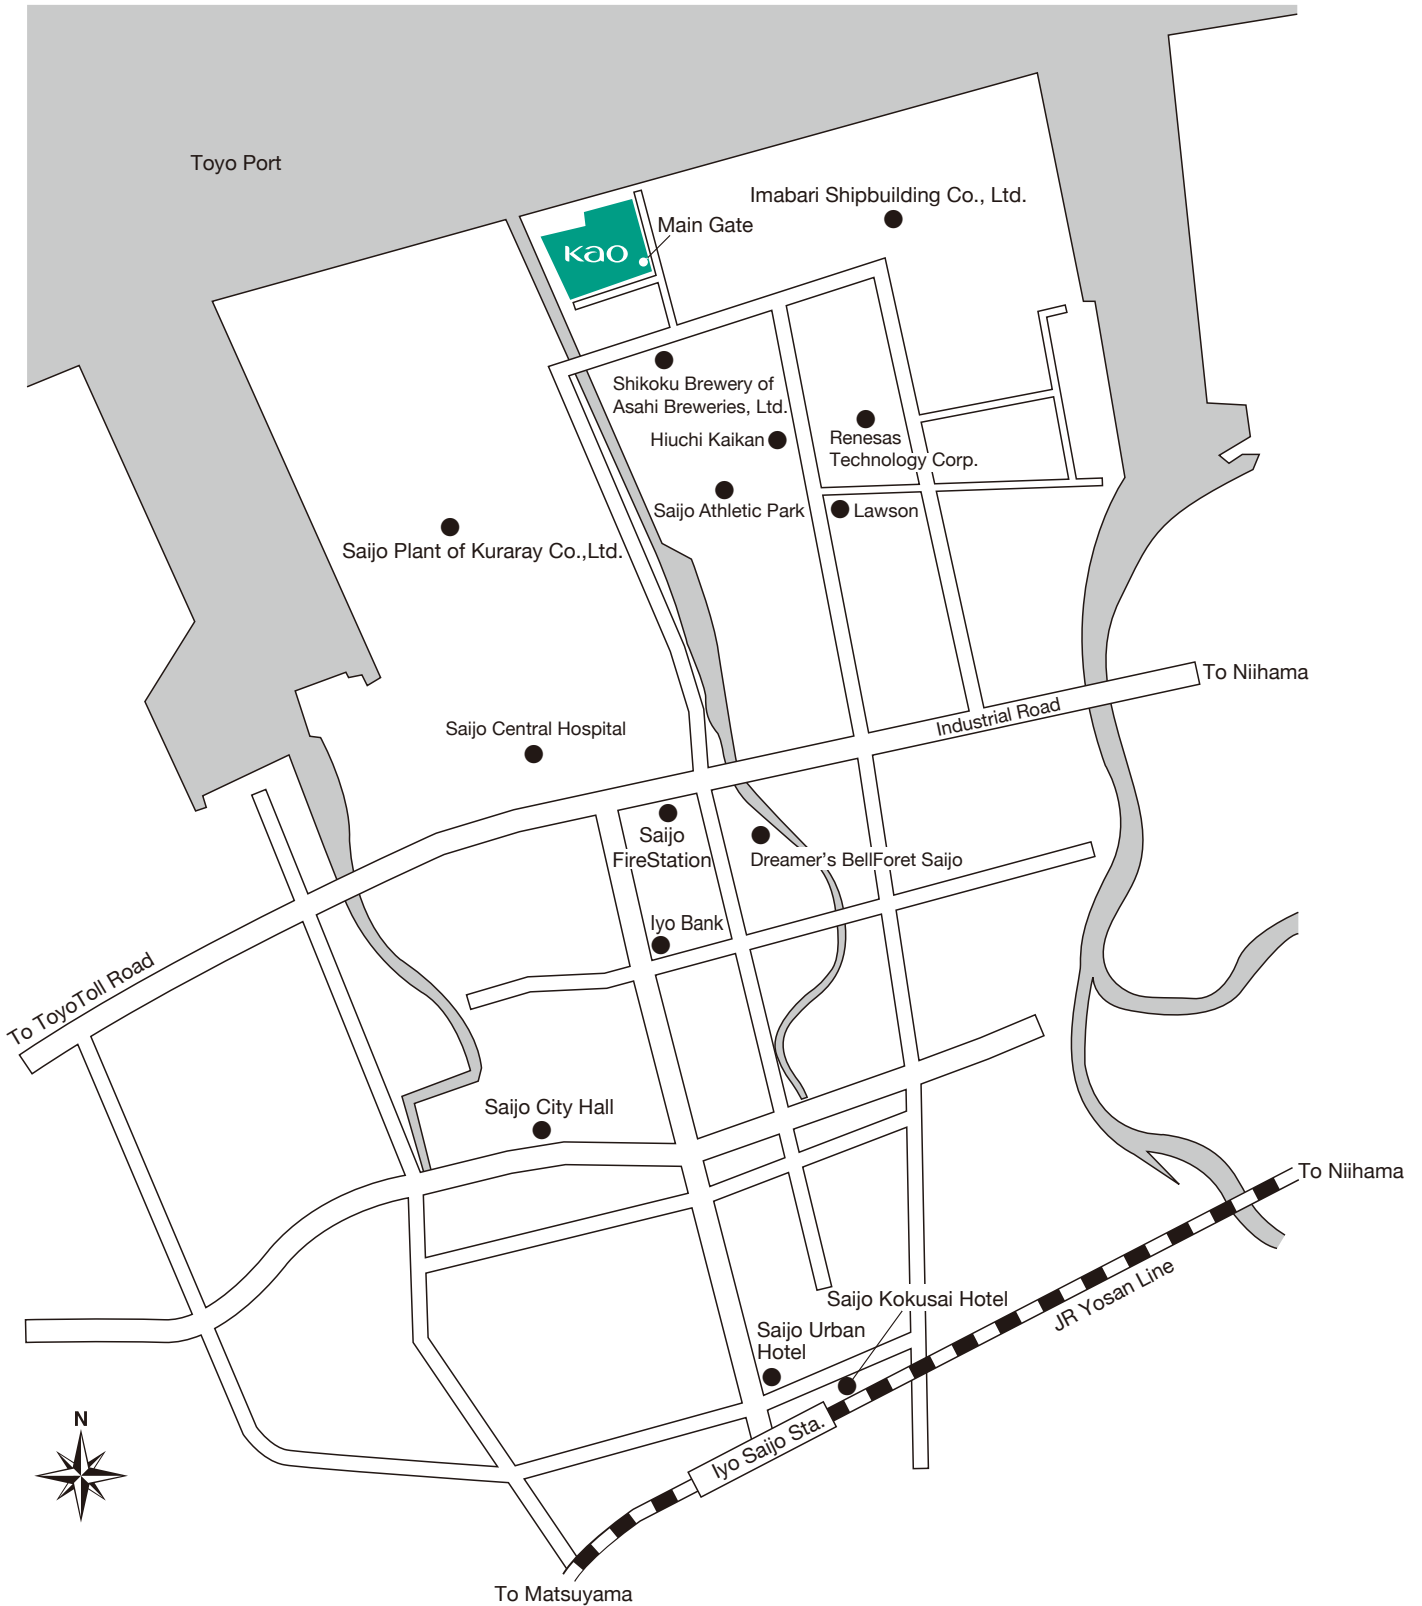 Toyo Port
Imabari Shipbuilding Co., Ltd.
Main Gate
Kao
Shikoku Brewery of
Asahi Breweries, Ltd.
Hiuchi Kaikan
Renesas
Technology Corp.
Saijo Athletic Park
Lawson
Saijo Plant of Kuraray Co.,Ltd.
To Niihama
Industrial Road
Saijo Central Hospital
Saijo
FireStation
Dreamer's BellForet Saijo
Iyo Bank
To ToyoToll Road
Saijo City Hall
To Niihama
JR Yosan Line
Saijo Kokusai Hotel
Saijo Urban
Hotel
Iyo Saijo Sta.
N
To Matsuyama